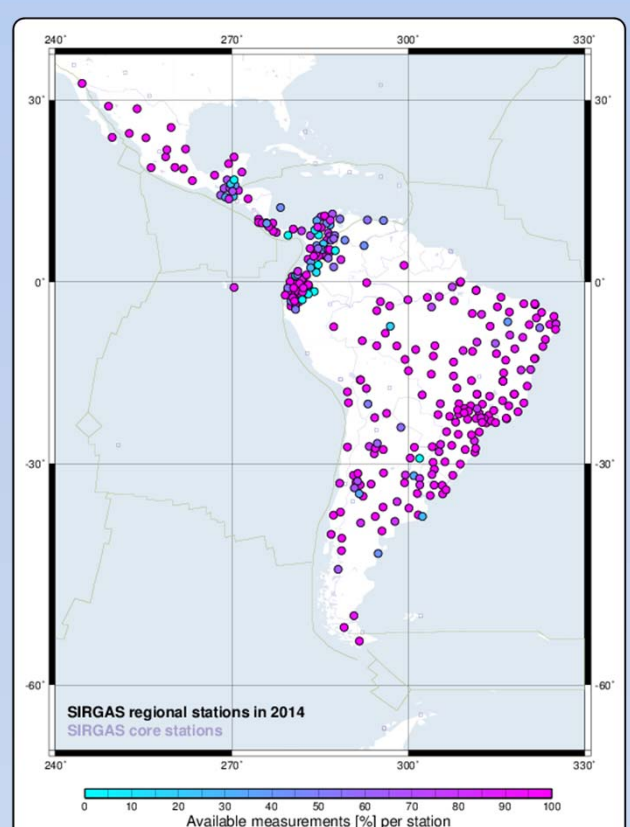 240° 270° 300° 330°
30° 30°
0° 0°
-30° -30°
-60° -60°
SIRGAS regional stations in 2014
SIRGAS core stations
240° 270° 300° 330°
0 10 20 30 40 50 60 70 80 90 100
Available measurements [%] per station